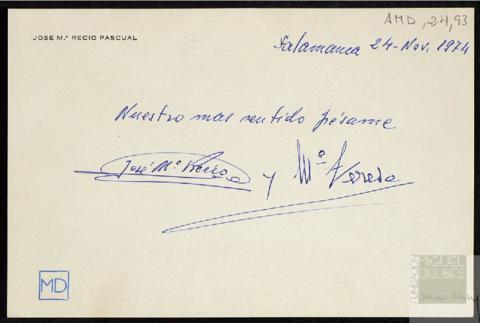 AMD, 24, 93
JOSE M.ª RECIO PASCUAL
Salamanca 24-Nov. 1974
Nuestro mas sentido pésame
José Mª Recio y Mª Teresa
MD
FUNDACIÓN
MIGUEL
DELIBES